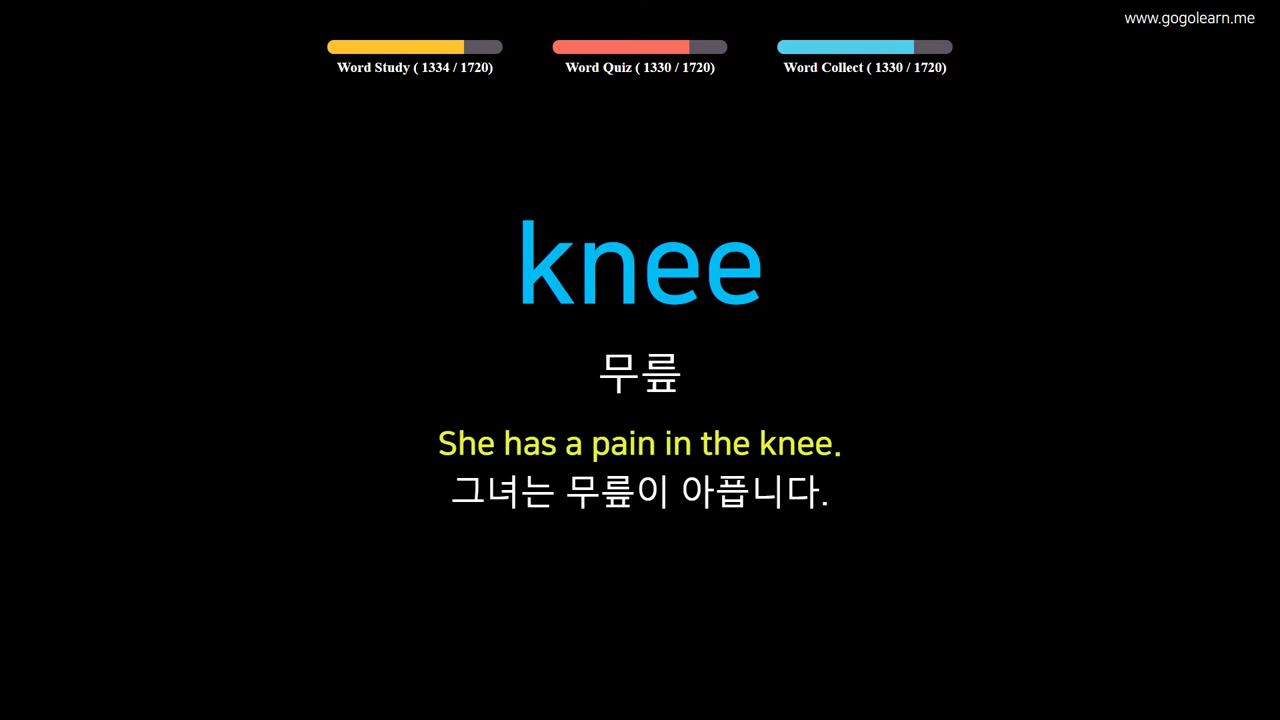 www.gogolearn.me
Word Study ( 1334 / 1720)
Word Quiz ( 1330 / 1720)
Word Collect ( 1330 / 1720)
knee
무릎
She has a pain in the knee.
그녀는 무릎이 아픕니다.